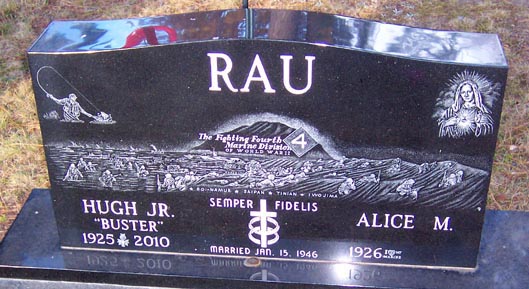 RAU
The Fighting Fourth
Marine Division
OF WORLD WAR II
4
ROI-NAMUR ★ SAIPAN ★ TINIAN ★ IWO JIMA
SEMPER FIDELIS
HUGH JR.
"BUSTER"
1925 2010
MARRIED JAN. 15, 1946
ALICE M.
1926